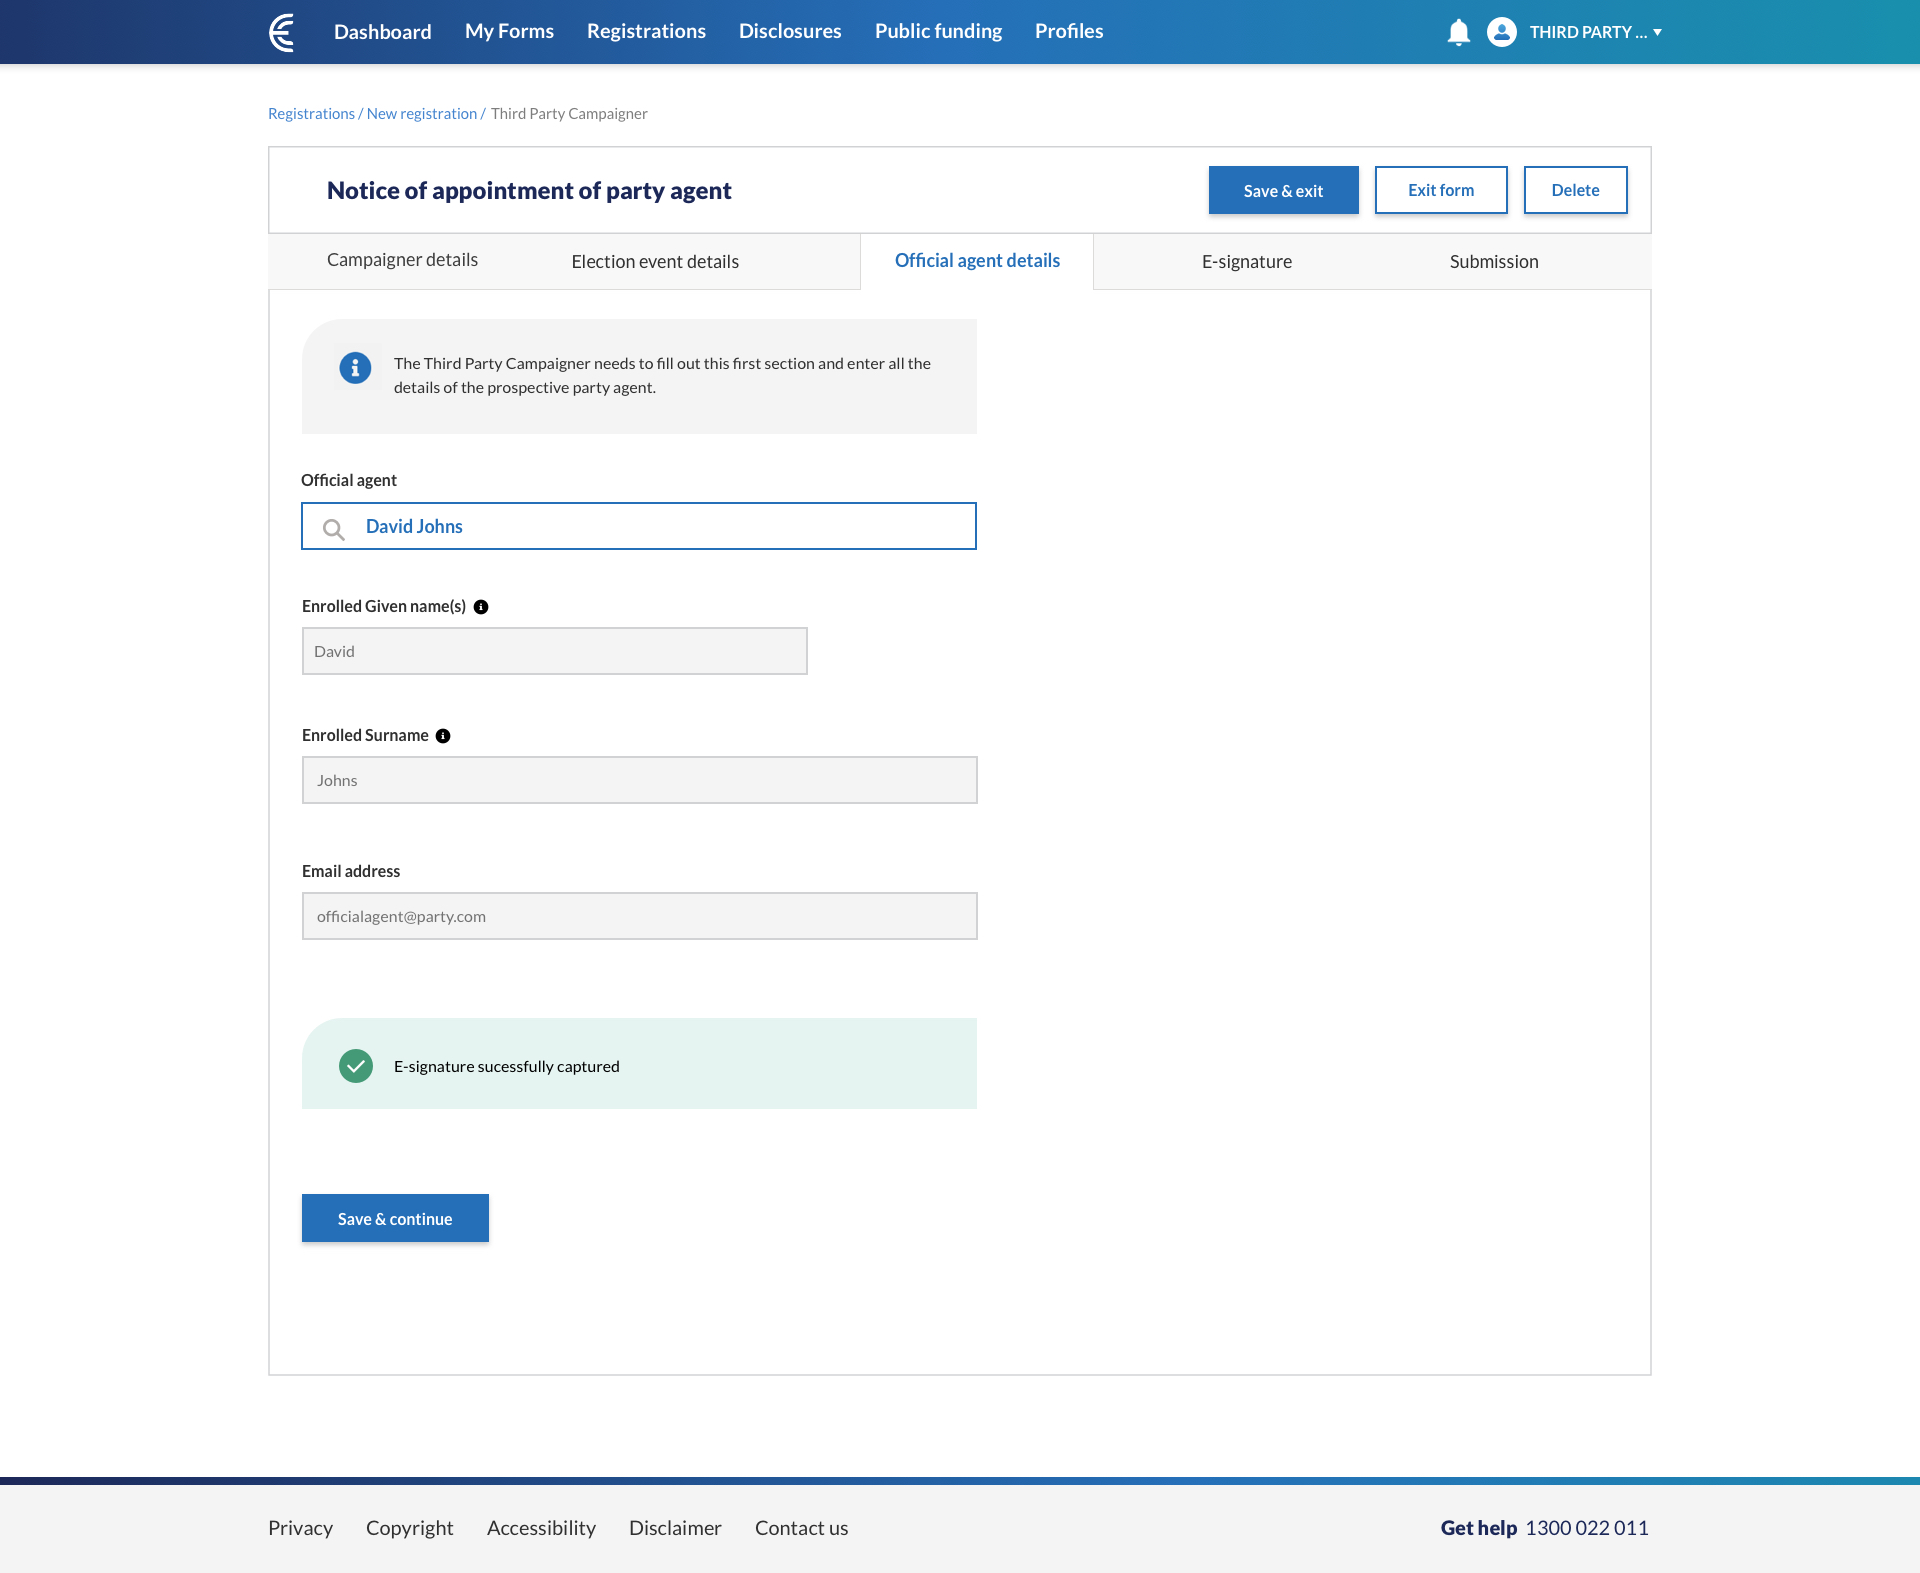 Dashboard My Forms Registrations Disclosures Public funding Profiles THIRD PARTY ...
Registrations / New registration / Third Party Campaigner
Notice of appointment of party agent
Save & exit Exit form Delete
Campaigner details Election event details Official agent details E-signature Submission
The Third Party Campaigner needs to fill out this first section and enter all the
details of the prospective party agent.
Official agent
David Johns
Enrolled Given name(s)
David
Enrolled Surname
Johns
Email address
officialagent@party.com
E-signature sucessfully captured
Save & continue
Privacy Copyright Accessibility Disclaimer Contact us Get help 1300 022 011